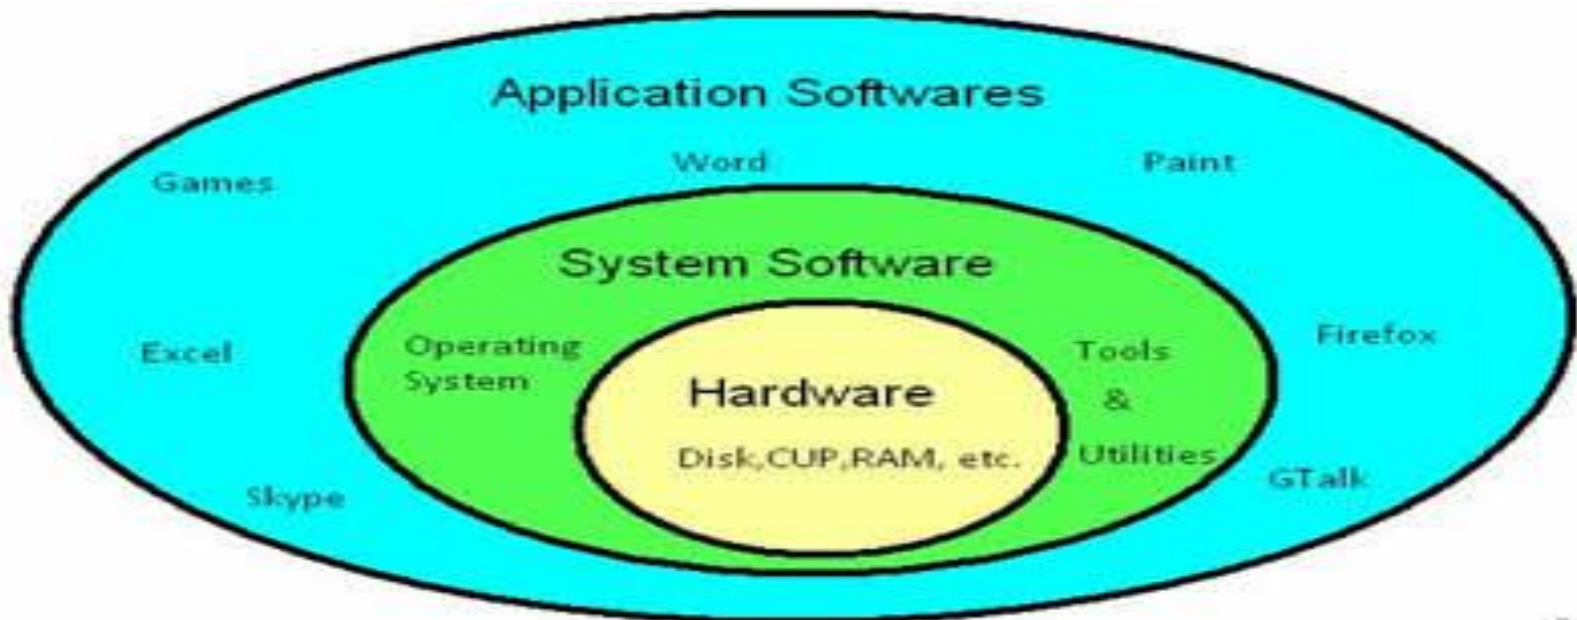 Application Softwares
Games
Word
Paint
System Software
Excel
Operating
System
Hardware
Disk,CUP,RAM, etc.
Tools
&
Utilities
Firefox
Skype
GTalk